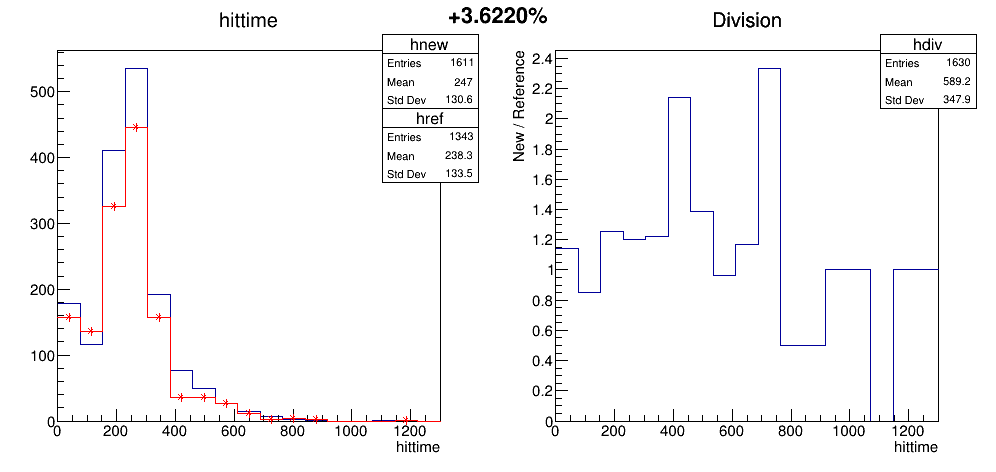 +3.6220%
hittime
hnew
Entries 1611
Mean 247
Std Dev 130.6
href
Entries 1343
Mean 238.3
Std Dev 133.5
500
400
300
200
100
0
0 200 400 600 800 1000 1200
hittime
Division
hdiv
Entries 1630
Mean 589.2
Std Dev 347.9
New / Reference
2.4
2.2
2
1.8
1.6
1.4
1.2
1
0.8
0.6
0.4
0.2
0
0 200 400 600 800 1000 1200
hittime